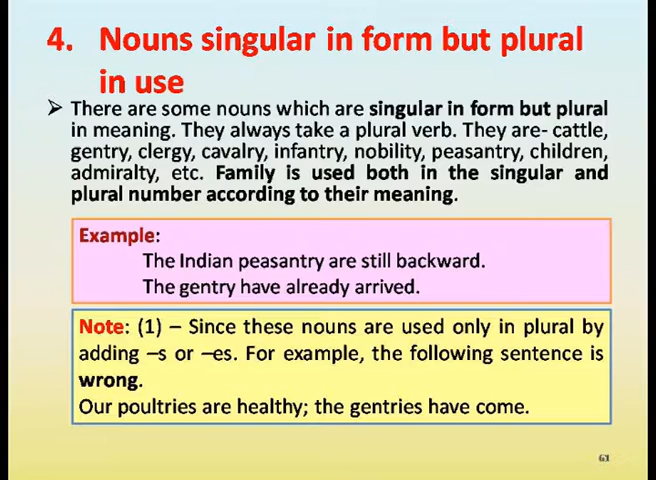 4. Nouns singular in form but plural
in use
➢ There are some nouns which are singular in form but plural
in meaning. They always take a plural verb. They are- cattle,
gentry, clergy, cavalry, infantry, nobility, peasantry, children,
admiralty, etc. Family is used both in the singular and
plural number according to their meaning.
Example:
The Indian peasantry are still backward.
The gentry have already arrived.
Note: (1) – Since these nouns are used only in plural by
adding –s or –es. For example, the following sentence is
wrong.
Our poultries are healthy; the gentries have come.
61